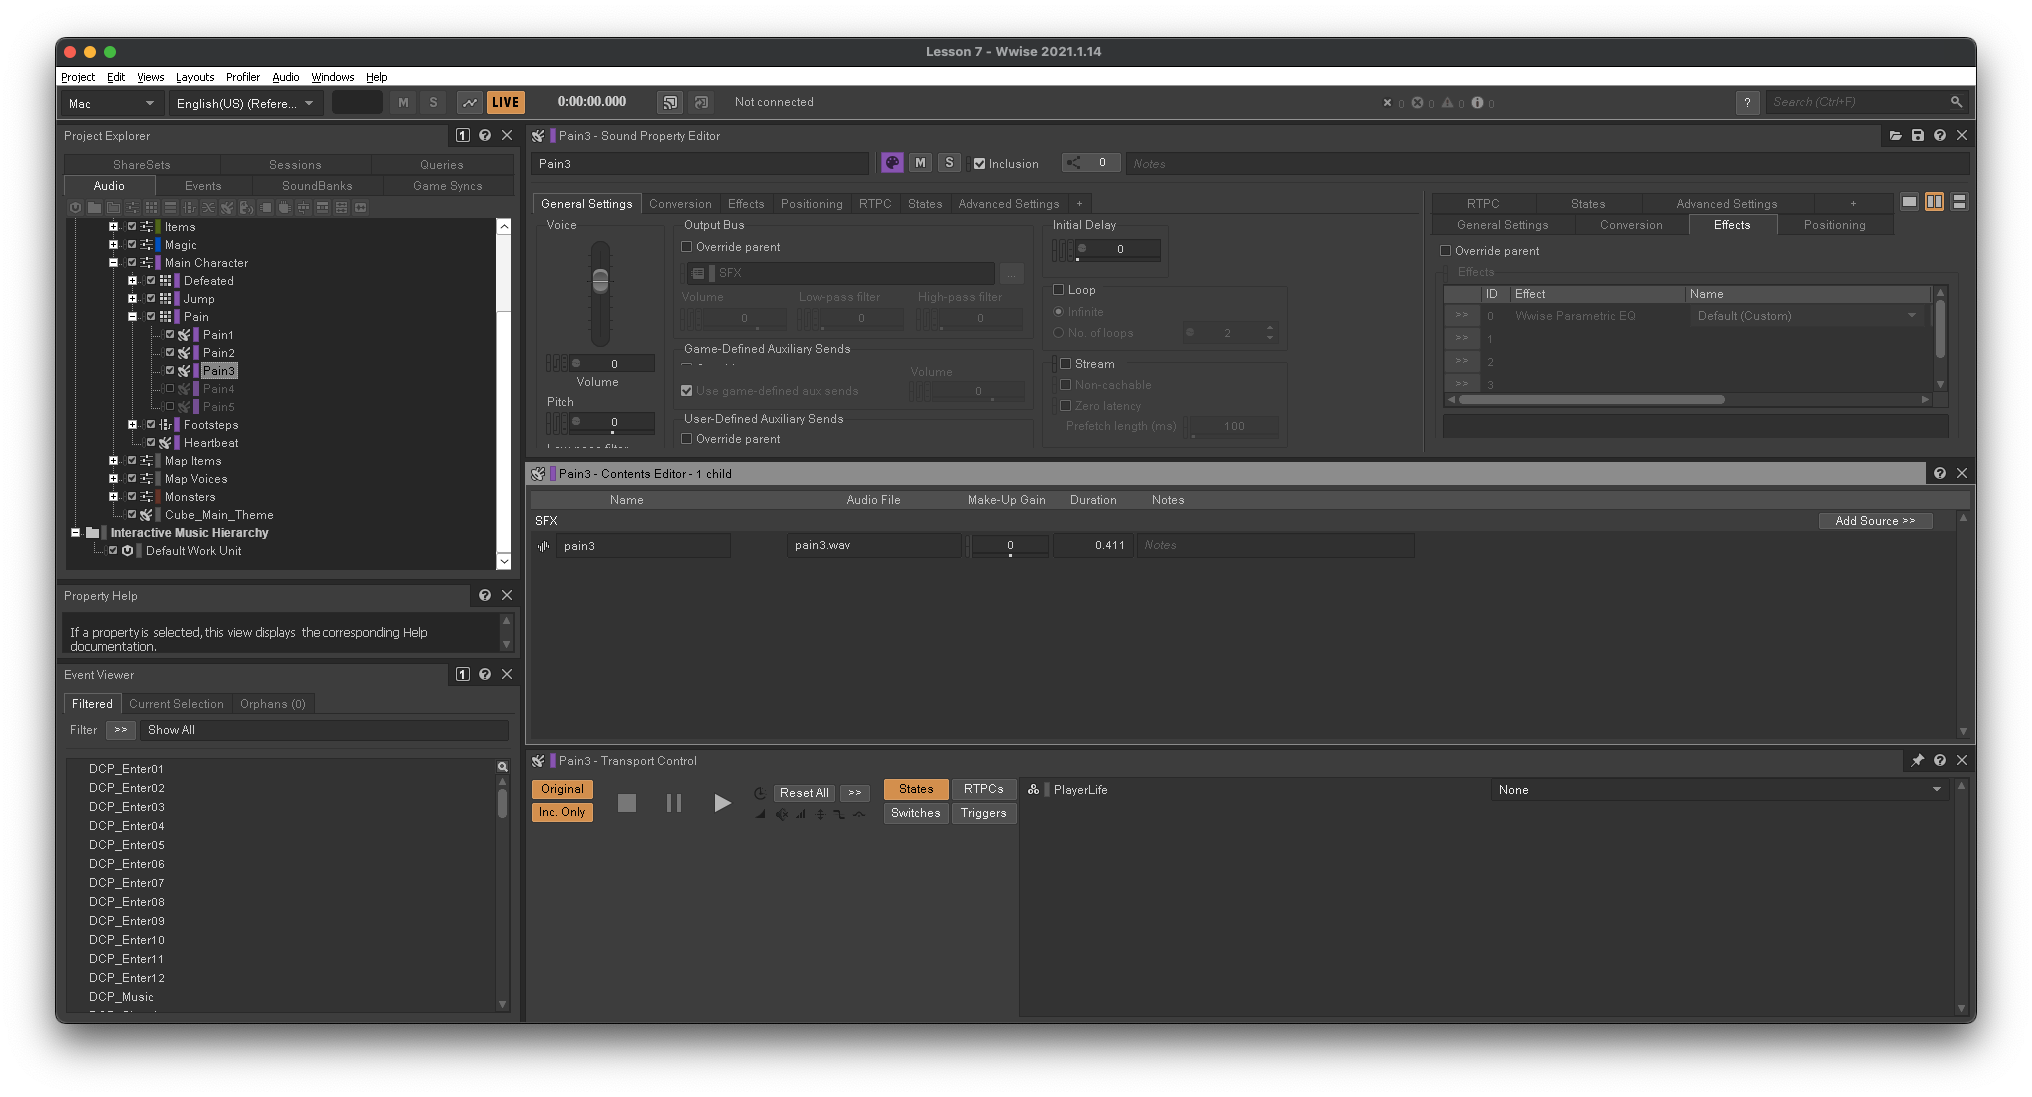 Lesson 7 - Wwise 2021.1.14
Project Edit Views Layouts Profiler Audio Windows Help
Mac English(US) (Refere... M S LIVE 0:00:00.000 Not connected 0 0 0 0 ? Search (Ctrl+F)
Project Explorer 1
ShareSets Sessions Queries
Audio Events SoundBanks Game Syncs
Items
Magic
Main Character
Defeated
Jump
Pain
Pain1
Pain2
Pain3
Pain4
Pain5
Footsteps
Heartbeat
Map Items
Map Voices
Monsters
Cube_Main_Theme
Interactive Music Hierarchy
Default Work Unit
Property Help
If a property is selected, this view displays the corresponding Help
documentation.
Event Viewer 1
Filtered Current Selection Orphans (0)
Filter >> Show All
DCP_Enter01
DCP_Enter02
DCP_Enter03
DCP_Enter04
DCP_Enter05
DCP_Enter06
DCP_Enter07
DCP_Enter08
DCP_Enter09
DCP_Enter10
DCP_Enter11
DCP_Enter12
DCP_Music
Pain3 - Sound Property Editor
Pain3 M S Inclusion 0 Notes
General Settings Conversion Effects Positioning RTPC States Advanced Settings +
Voice
0
Volume
Pitch
0
Output Bus
Override parent
SFX ...
Volume Low-pass filter High-pass filter
0 0 0
Game-Defined Auxiliary Sends
Use game-defined aux sends
Volume
0
User-Defined Auxiliary Sends
Override parent
Initial Delay
0
Loop
Infinite
No. of loops 2
Stream
Non-cachable
Zero latency
Prefetch length (ms) 100
RTPC States Advanced Settings +
General Settings Conversion Effects Positioning
Override parent
Effects
ID Effect Name
>> 0 Wwise Parametric EQ Default (Custom)
>> 1
>> 2
>> 3
Pain3 - Contents Editor - 1 child
Name Audio File Make-Up Gain Duration Notes
SFX Add Source >>
pain3 pain3.wav 0 0.411 Notes
Pain3 - Transport Control
Original
Inc. Only
Reset All >>
States RTPCs
Switches Triggers
PlayerLife None